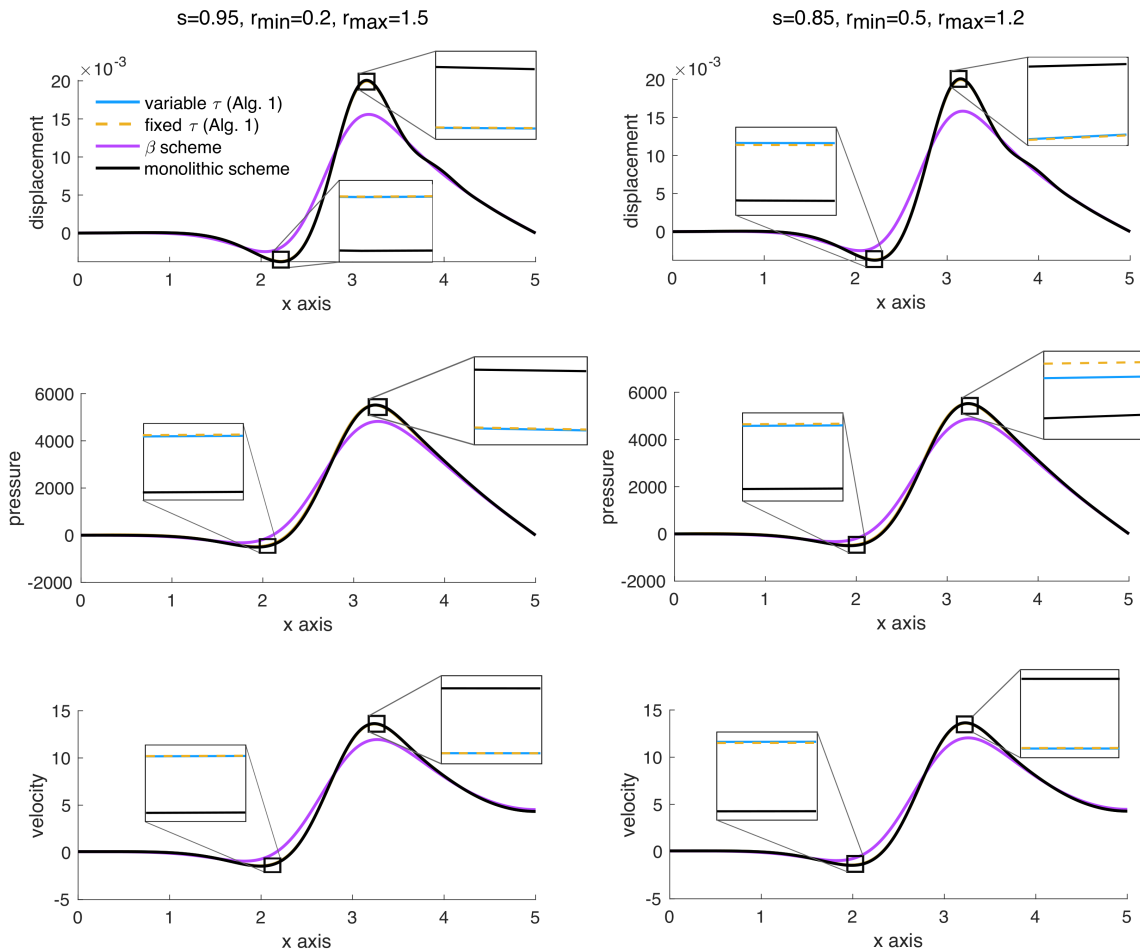 s=0.95, rmin=0.2, rmax=1.5
s=0.85, rmin=0.5, rmax=1.2
×10⁻³
20
15
10
5
0
displacement
variable τ (Alg. 1)
fixed τ (Alg. 1)
β scheme
monolithic scheme
0 1 2 3 4 5
x axis
×10⁻³
20
15
10
5
0
displacement
0 1 2 3 4 5
x axis
6000
4000
2000
0
-2000
pressure
0 1 2 3 4 5
x axis
6000
4000
2000
0
-2000
pressure
0 1 2 3 4 5
x axis
15
10
5
0
-5
velocity
0 1 2 3 4 5
x axis
15
10
5
0
-5
velocity
0 1 2 3 4 5
x axis